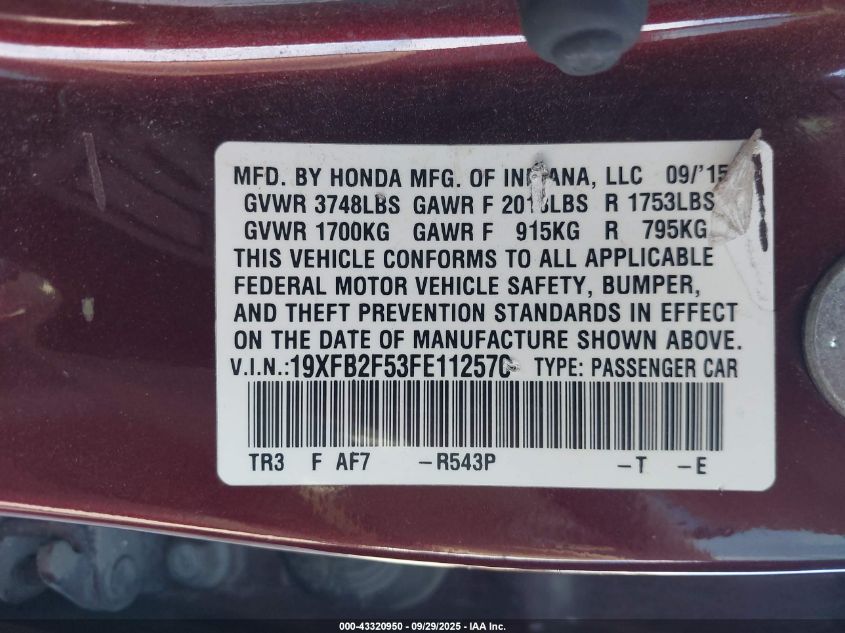 MFD. BY HONDA MFG. OF INDIANA, LLC 09/'15
GVWR 3748LBS GAWR F R 1753LBS
GVWR 1700KG GAWR F 915KG R 795KG
THIS VEHICLE CONFORMS TO ALL APPLICABLE
FEDERAL MOTOR VEHICLE SAFETY, BUMPER,
AND THEFT PREVENTION STANDARDS IN EFFECT
ON THE DATE OF MANUFACTURE SHOWN ABOVE.
V.I.N.:19XFB2F53FE112570 TYPE: PASSENGER CAR
TR3 F AF7 –R543P –T –E
000-43320950 - 09/29/2025 - IAA Inc.